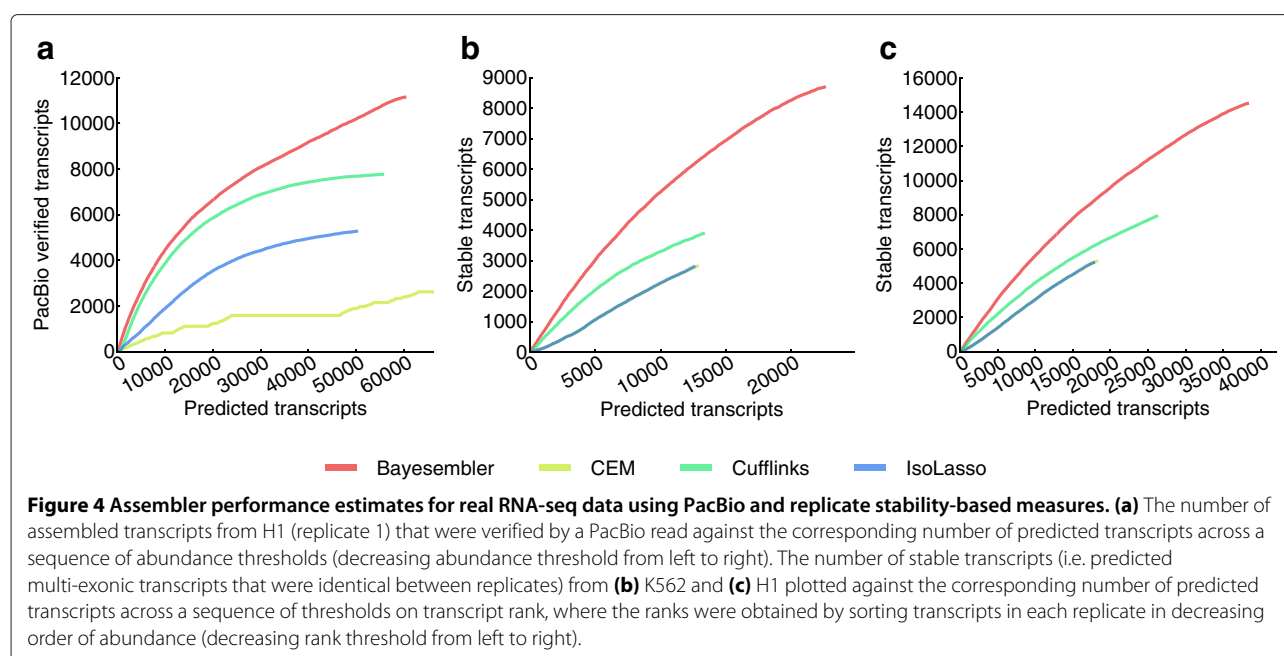 a
b
c
12000
10000
8000
6000
4000
2000
0
PacBio verified transcripts
0
10000
20000
30000
40000
50000
60000
Predicted transcripts
9000
8000
7000
6000
5000
4000
3000
2000
1000
0
Stable transcripts
0
5000
10000
15000
20000
Predicted transcripts
16000
14000
12000
10000
8000
6000
4000
2000
0
Stable transcripts
0
5000
10000
15000
20000
25000
30000
35000
40000
Predicted transcripts
Bayesembler CEM Cufflinks IsoLasso
Figure 4 Assembler performance estimates for real RNA-seq data using PacBio and replicate stability-based measures. (a) The number of
assembled transcripts from H1 (replicate 1) that were verified by a PacBio read against the corresponding number of predicted transcripts across a
sequence of abundance thresholds (decreasing abundance threshold from left to right). The number of stable transcripts (i.e. predicted
multi-exonic transcripts that were identical between replicates) from (b) K562 and (c) H1 plotted against the corresponding number of predicted
transcripts across a sequence of thresholds on transcript rank, where the ranks were obtained by sorting transcripts in each replicate in decreasing
order of abundance (decreasing rank threshold from left to right).